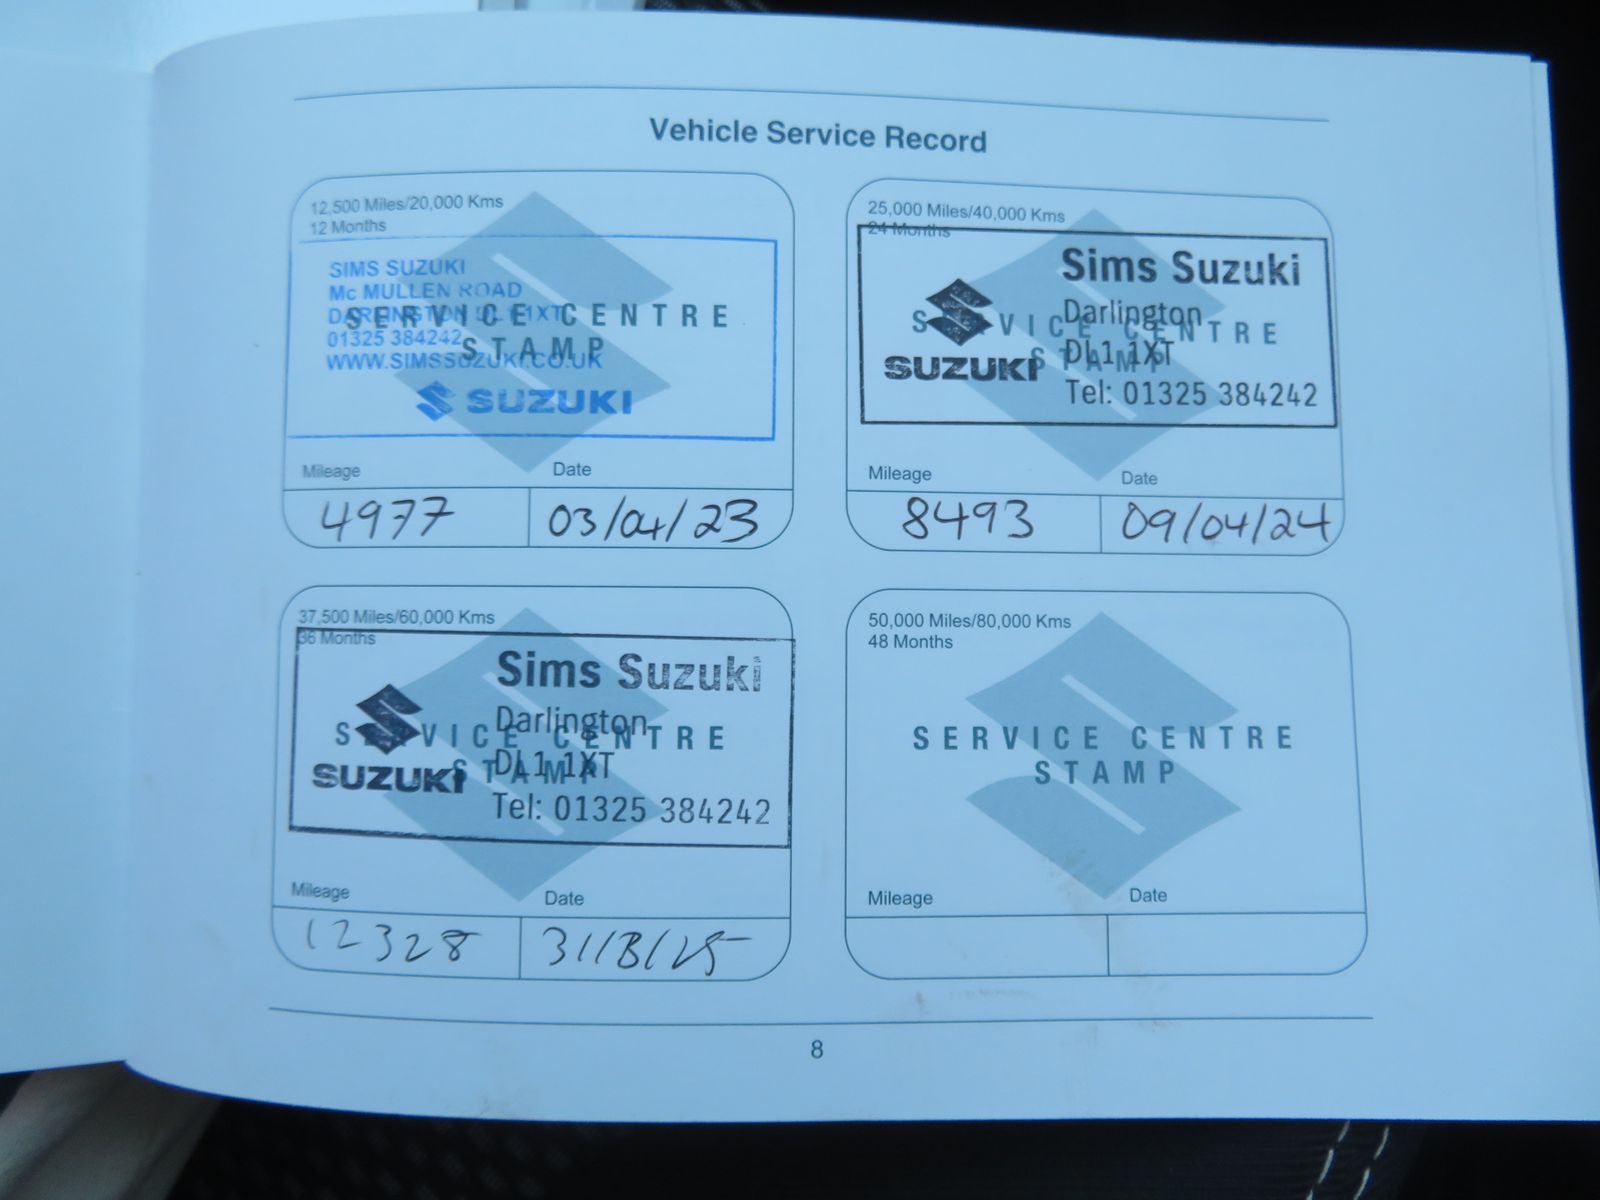 Vehicle Service Record
12,500 Miles/20,000 Kms
12 Months
SIMS SUZUKI
Mc MULLEN ROAD
DARLINGTON DL1 1XT
01325 384242
WWW.SIMSSUZUKI.CO.UK
SUZUKI
SERVICE CENTRE
STAMP
Mileage
Date
4977
03/04/23
25,000 Miles/40,000 Kms
24 Months
Sims Suzuki
Darlington
DL1 1XT
Tel: 01325 384242
SUZUKI
SERVICE CENTRE
STAMP
Mileage
Date
8493
09/04/24
37,500 Miles/60,000 Kms
36 Months
Sims Suzuki
Darlington
DL1 1XT
Tel: 01325 384242
SUZUKI
SERVICE CENTRE
STAMP
Mileage
Date
12328
50,000 Miles/80,000 Kms
48 Months
SERVICE CENTRE
STAMP
Mileage
Date
8